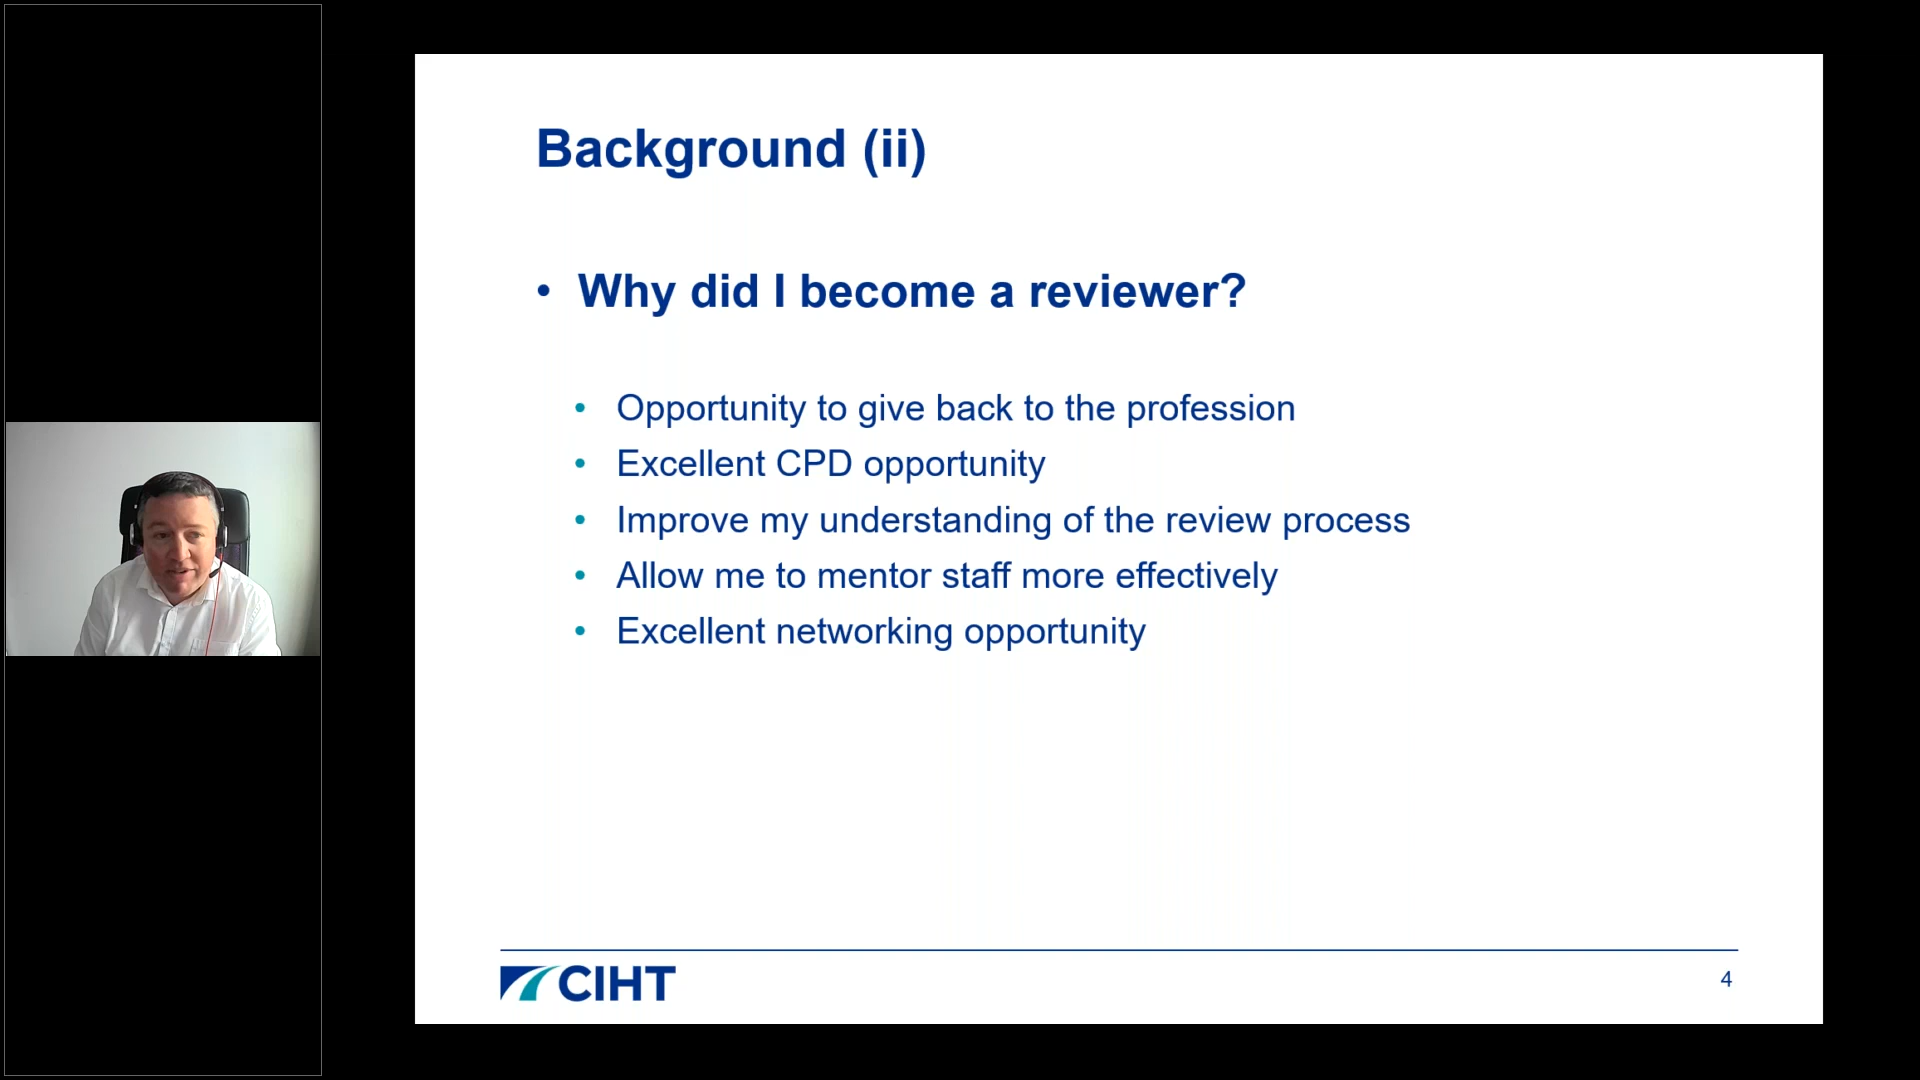 Background (ii)
• Why did I become a reviewer?
• Opportunity to give back to the profession
• Excellent CPD opportunity
• Improve my understanding of the review process
• Allow me to mentor staff more effectively
• Excellent networking opportunity
CIHT
4